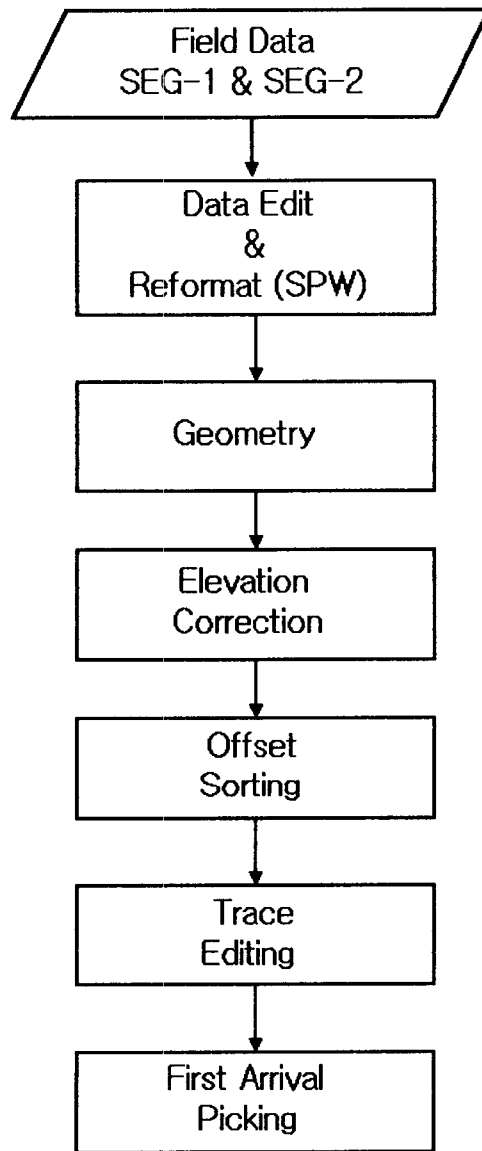 Field Data
SEG-1 & SEG-2
Data Edit
&
Reformat (SPW)
Geometry
Elevation
Correction
Offset
Sorting
Trace
Editing
First Arrival
Picking